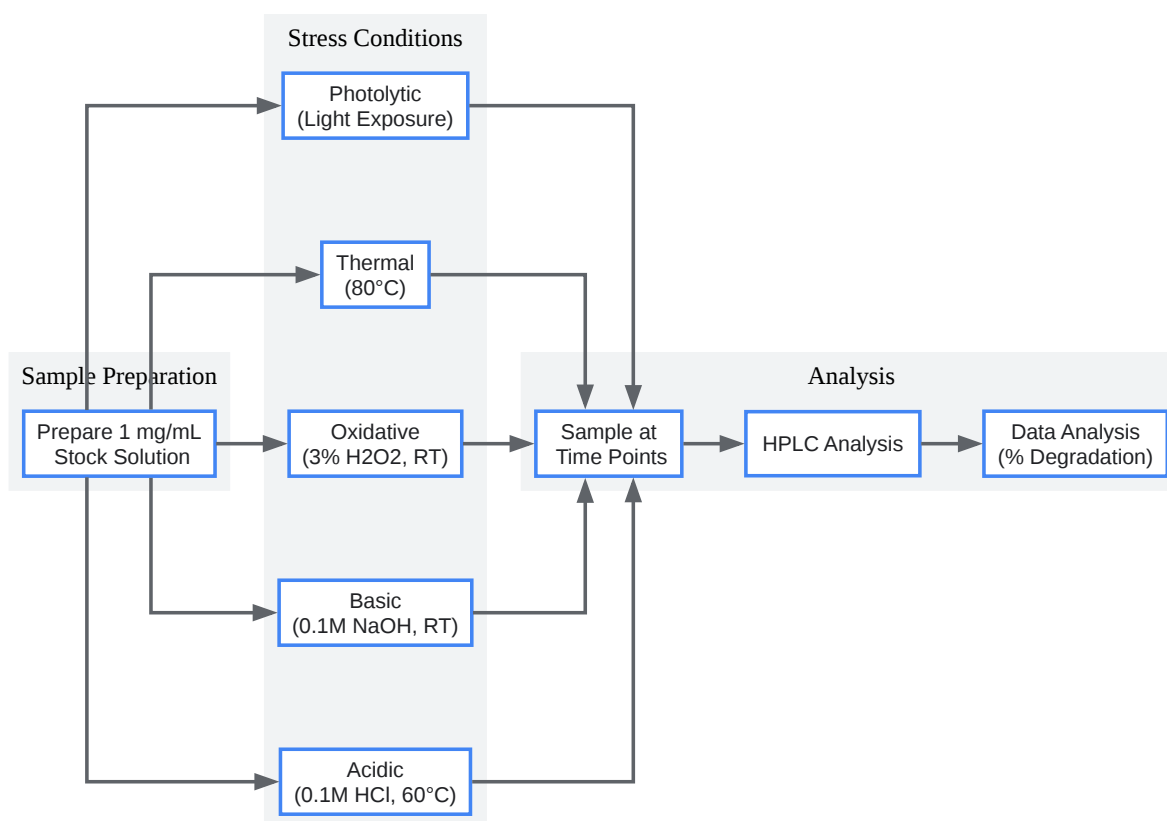 Stress Conditions
Photolytic
(Light Exposure)
Thermal
(80°C)
Sample Preparation
Prepare 1 mg/mL
Stock Solution
Oxidative
(3% H2O2, RT)
Basic
(0.1M NaOH, RT)
Acidic
(0.1M HCl, 60°C)
Analysis
Sample at
Time Points
HPLC Analysis
Data Analysis
(% Degradation)